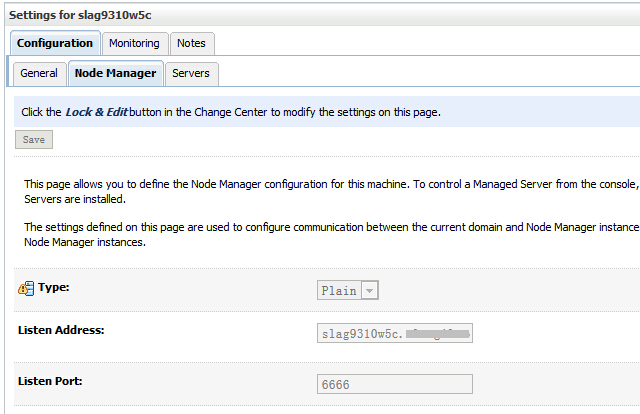 Settings for slag9310w5c
Configuration Monitoring Notes
General Node Manager Servers
Click the Lock & Edit button in the Change Center to modify the settings on this page.
Save
This page allows you to define the Node Manager configuration for this machine. To control a Managed Server from the console,
Servers are installed.
The settings defined on this page are used to configure communication between the current domain and Node Manager instance
Node Manager instances.
Type: Plain
Listen Address: slag9310w5c.
Listen Port: 6666